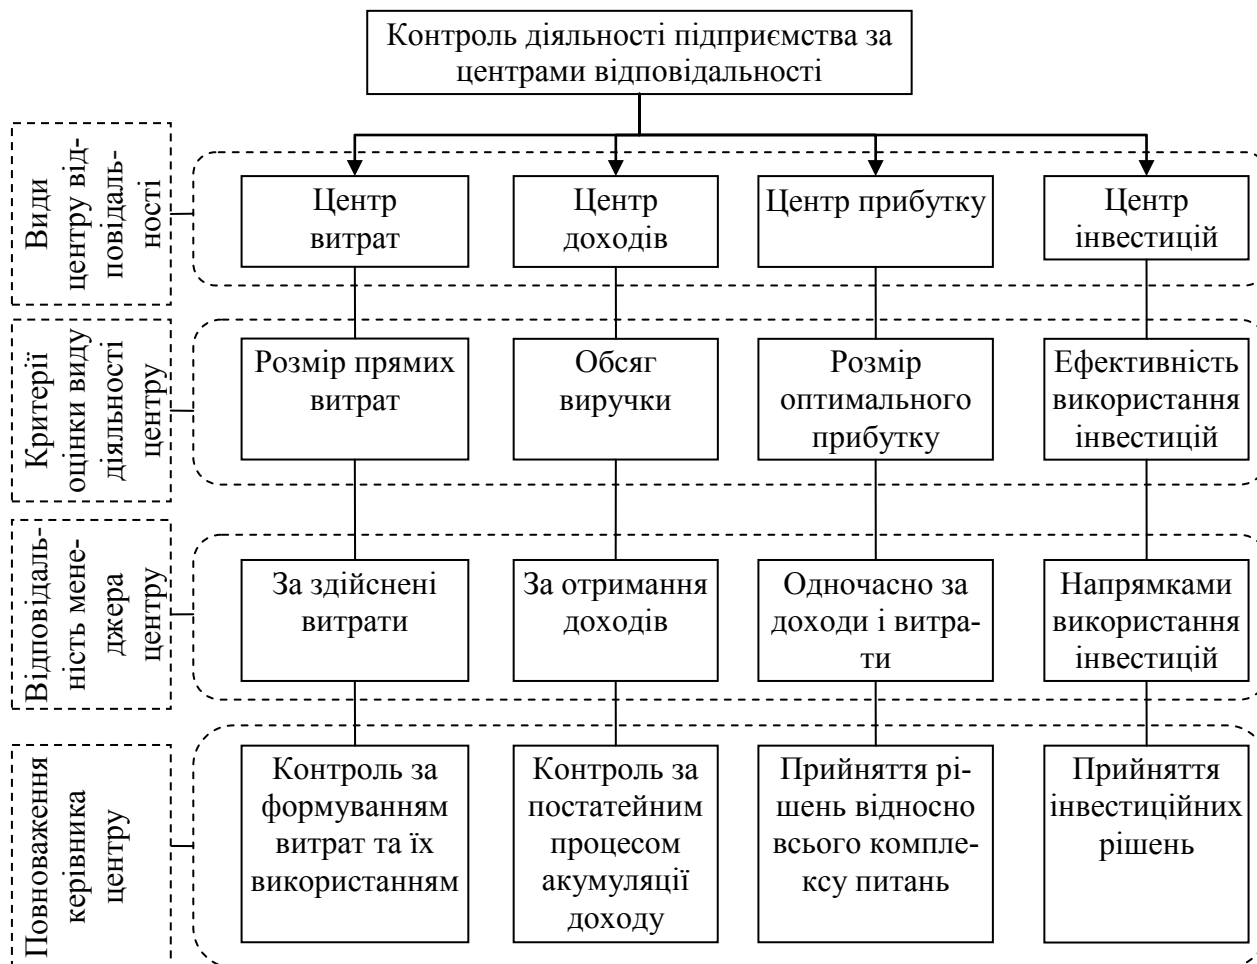 Контроль діяльності підприємства за
центрами відповідальності
Види
центру від-
повідаль-
ності
Центр
витрат
Центр
доходів
Центр прибутку
Центр
інвестицій
Критерії
оцінки виду
діяльності
центру
Розмір прямих
витрат
Обсяг
виручки
Розмір
оптимального
прибутку
Ефективність
використання
інвестицій
Відповідаль-
ність мене-
джера
центру
За здійснені
витрати
За отримання
доходів
Одночасно за
доходи і витра-
ти
Напрямками
використання
інвестицій
Повноваження
керівника
центру
Контроль за
формуванням
витрат та їх
використанням
Контроль за
постатейним
процесом
акумуляції
доходу
Прийняття рі-
шень відносно
всього компле-
ксу питань
Прийняття
інвестиційних
рішень